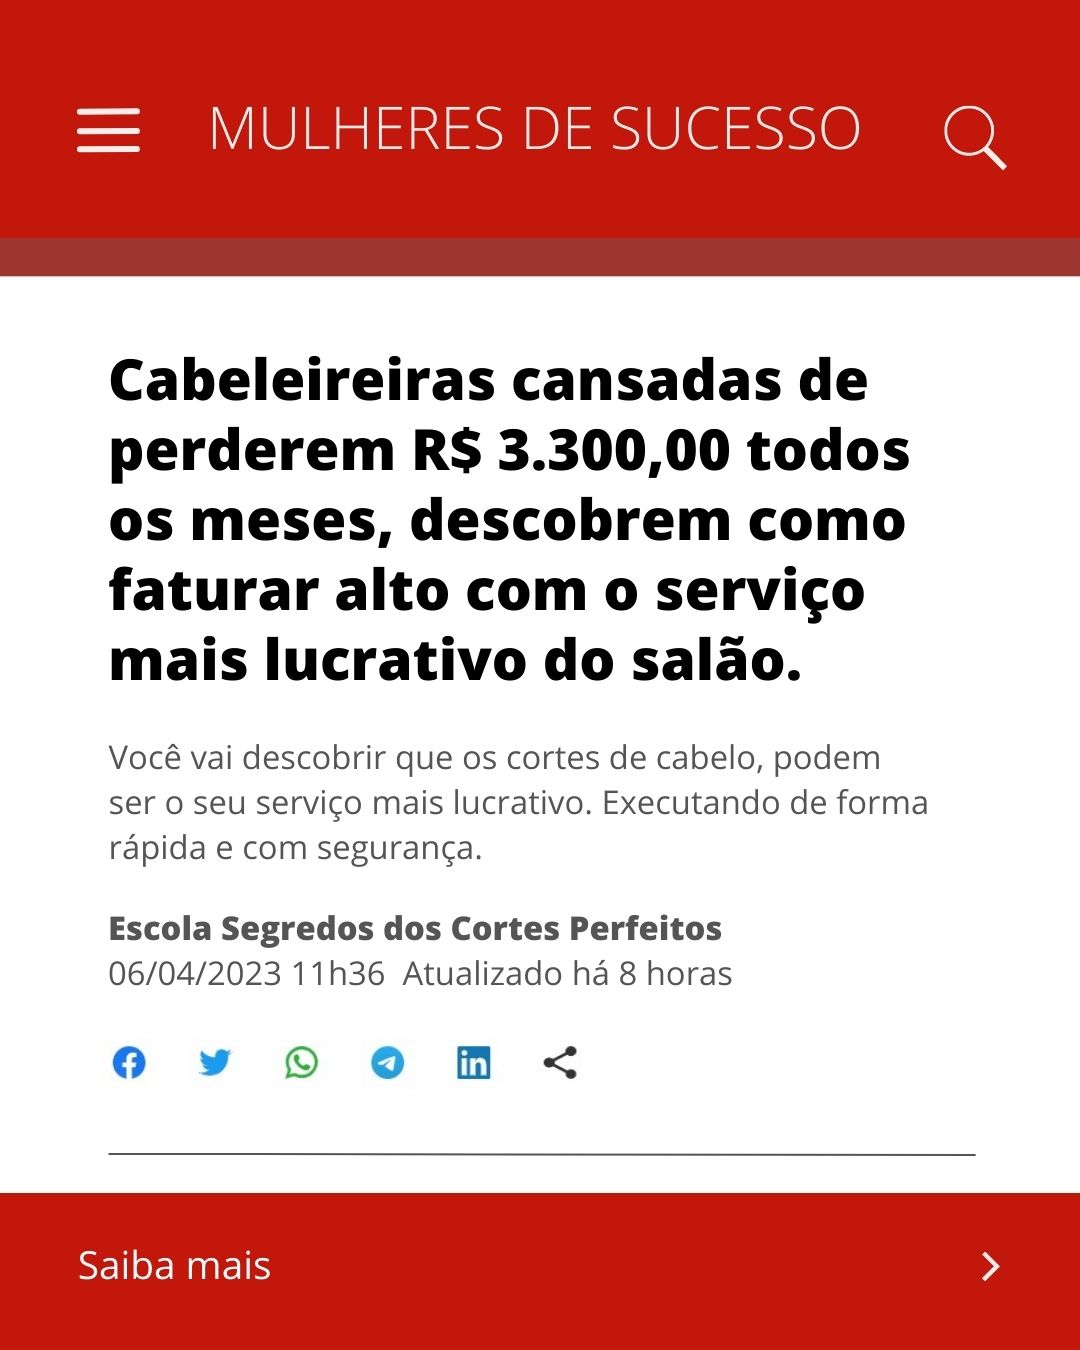 MULHERES DE SUCESSO
Cabeleireiras cansadas de
perderem R$ 3.300,00 todos
os meses, descobrem como
faturar alto com o serviço
mais lucrativo do salão.
Você vai descobrir que os cortes de cabelo, podem
ser o seu serviço mais lucrativo. Executando de forma
rápida e com segurança.
Escola Segredos dos Cortes Perfeitos
06/04/2023 11h36 Atualizado há 8 horas
Saiba mais